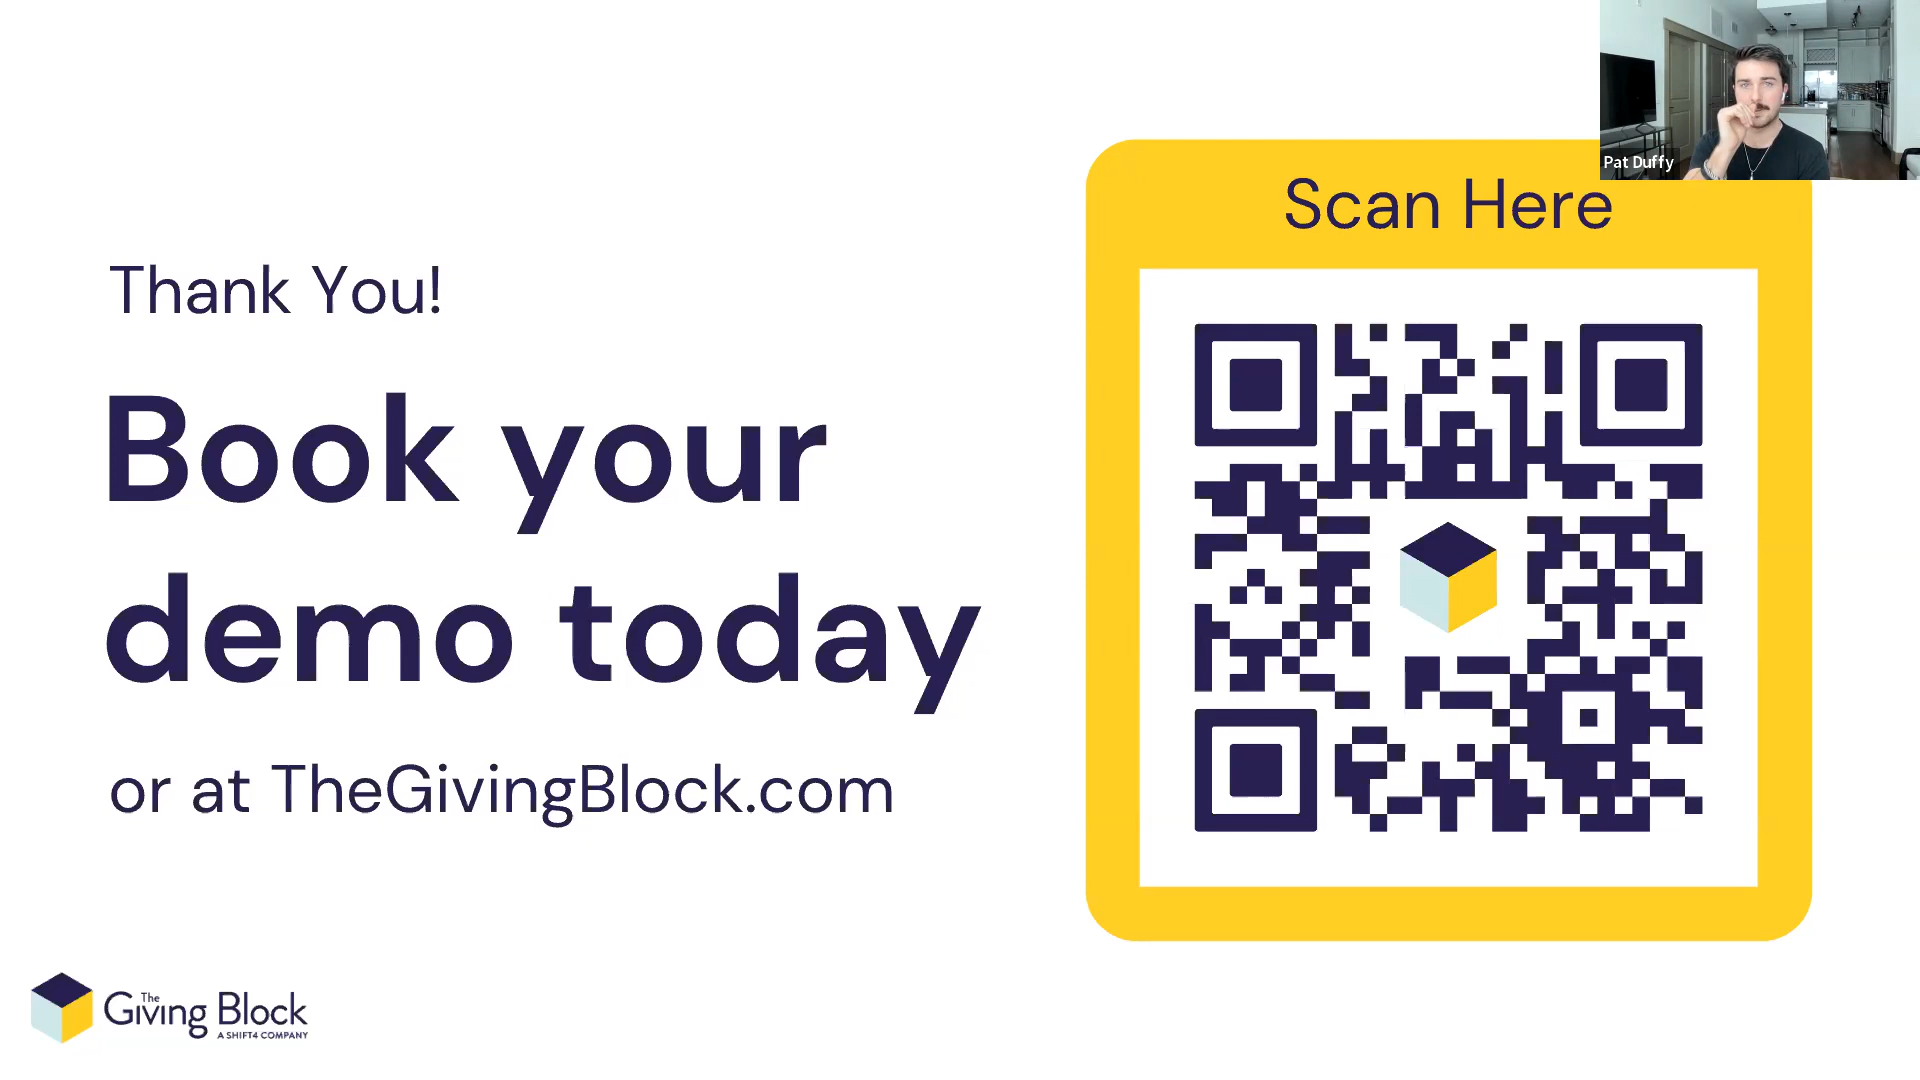 Pat Duffy
Scan Here
Thank You!
Book your
demo today
or at TheGivingBlock.com
The
Giving Block
A SHIFT4 COMPANY